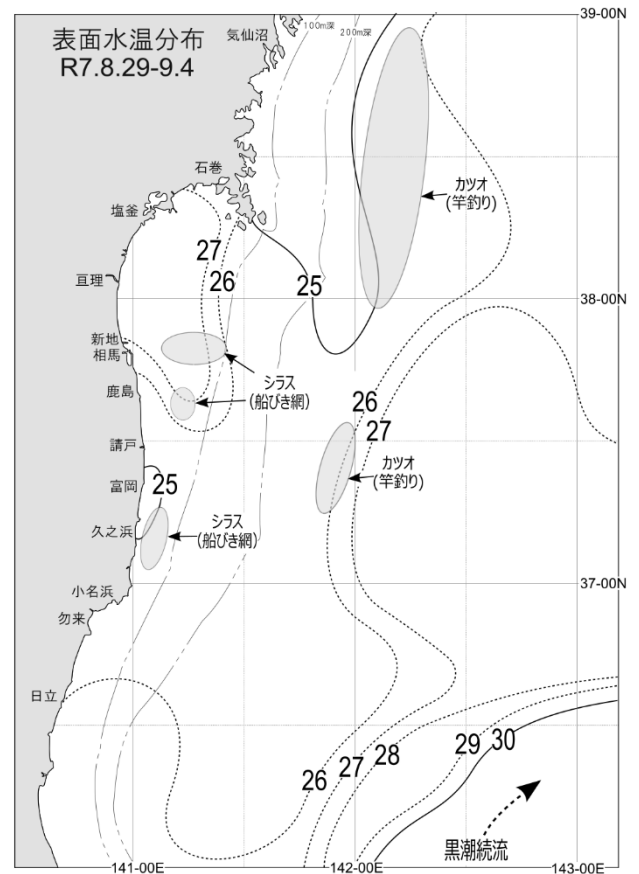 表面水温分布
R7.8.29-9.4
気仙沼
100m深
200m深
39-00N
石巻
カツオ
(竿釣り)
塩釜
27
26
25
亘理
38-00N
新地
相馬
シラス
(船びき網)
鹿島
26
27
請戸
カツオ
(竿釣り)
富岡
25
久之浜
シラス
(船びき網)
37-00N
小名浜
勿来
日立
26
27
28
29
30
黒潮続流
141-00E
142-00E
143-00E